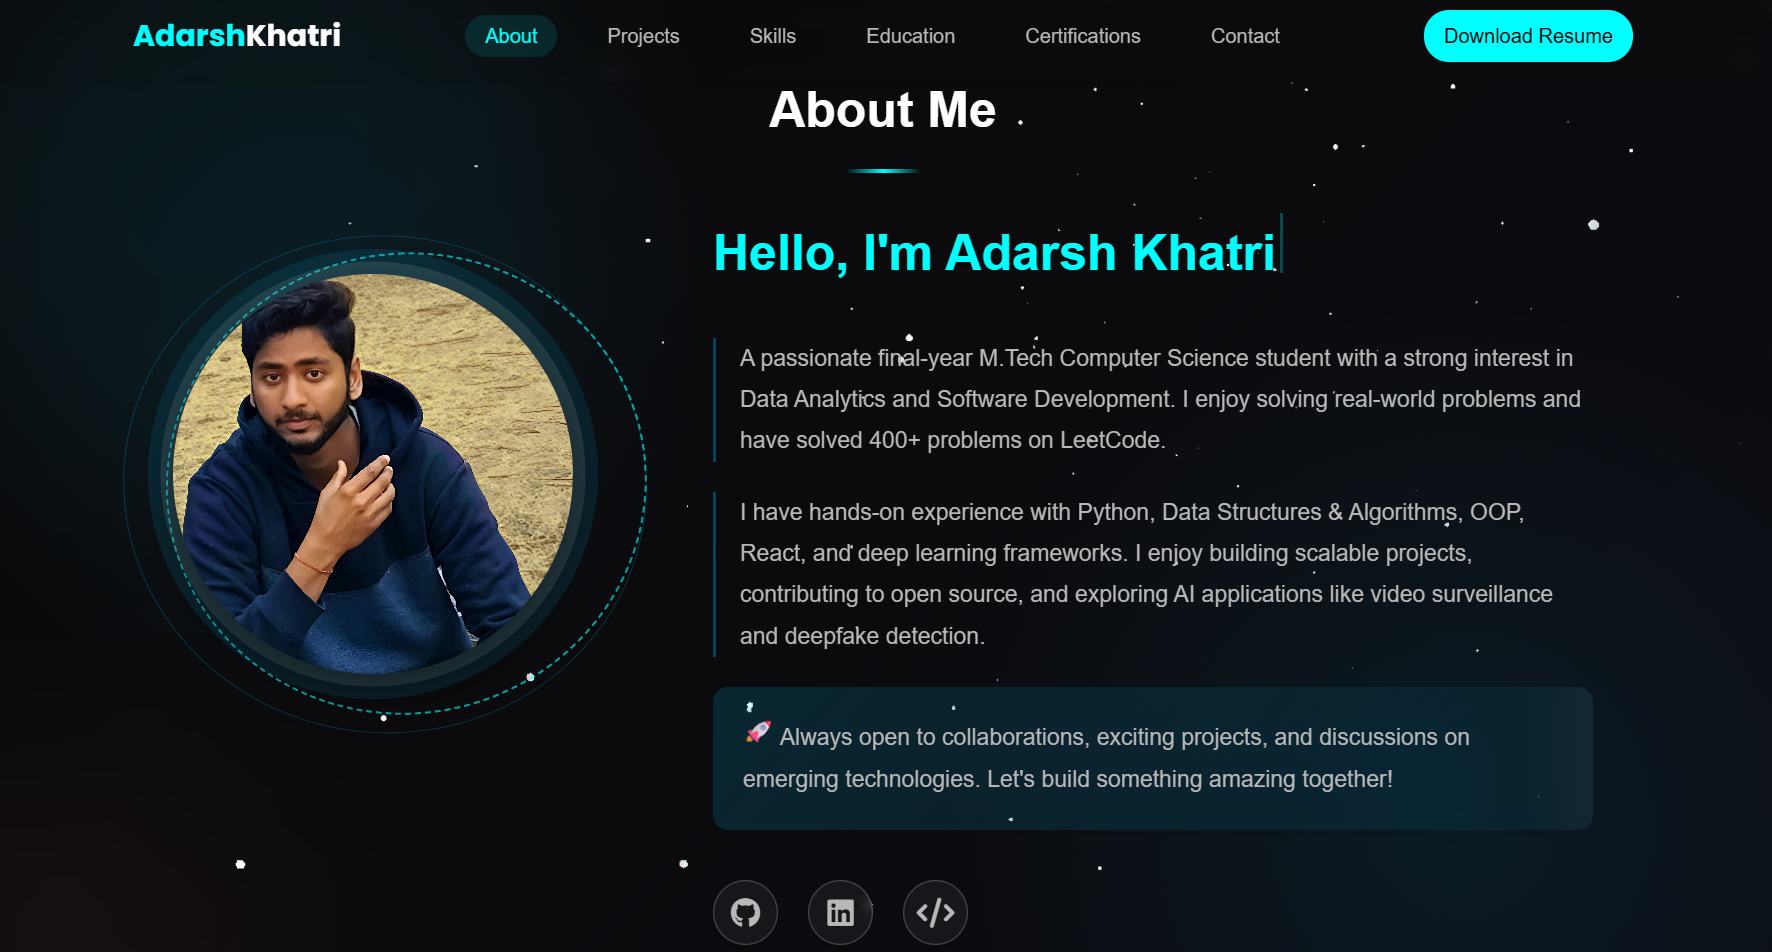 AdarshKhatri
About
Projects
Skills
Education
Certifications
Contact
Download Resume
About Me
Hello, I'm Adarsh Khatri
A passionate final-year M.Tech Computer Science student with a strong interest in
Data Analytics and Software Development. I enjoy solving real-world problems and
have solved 400+ problems on LeetCode.
I have hands-on experience with Python, Data Structures & Algorithms, OOP,
React, and deep learning frameworks. I enjoy building scalable projects,
contributing to open source, and exploring AI applications like video surveillance
and deepfake detection.
🚀 Always open to collaborations, exciting projects, and discussions on
emerging technologies. Let's build something amazing together!